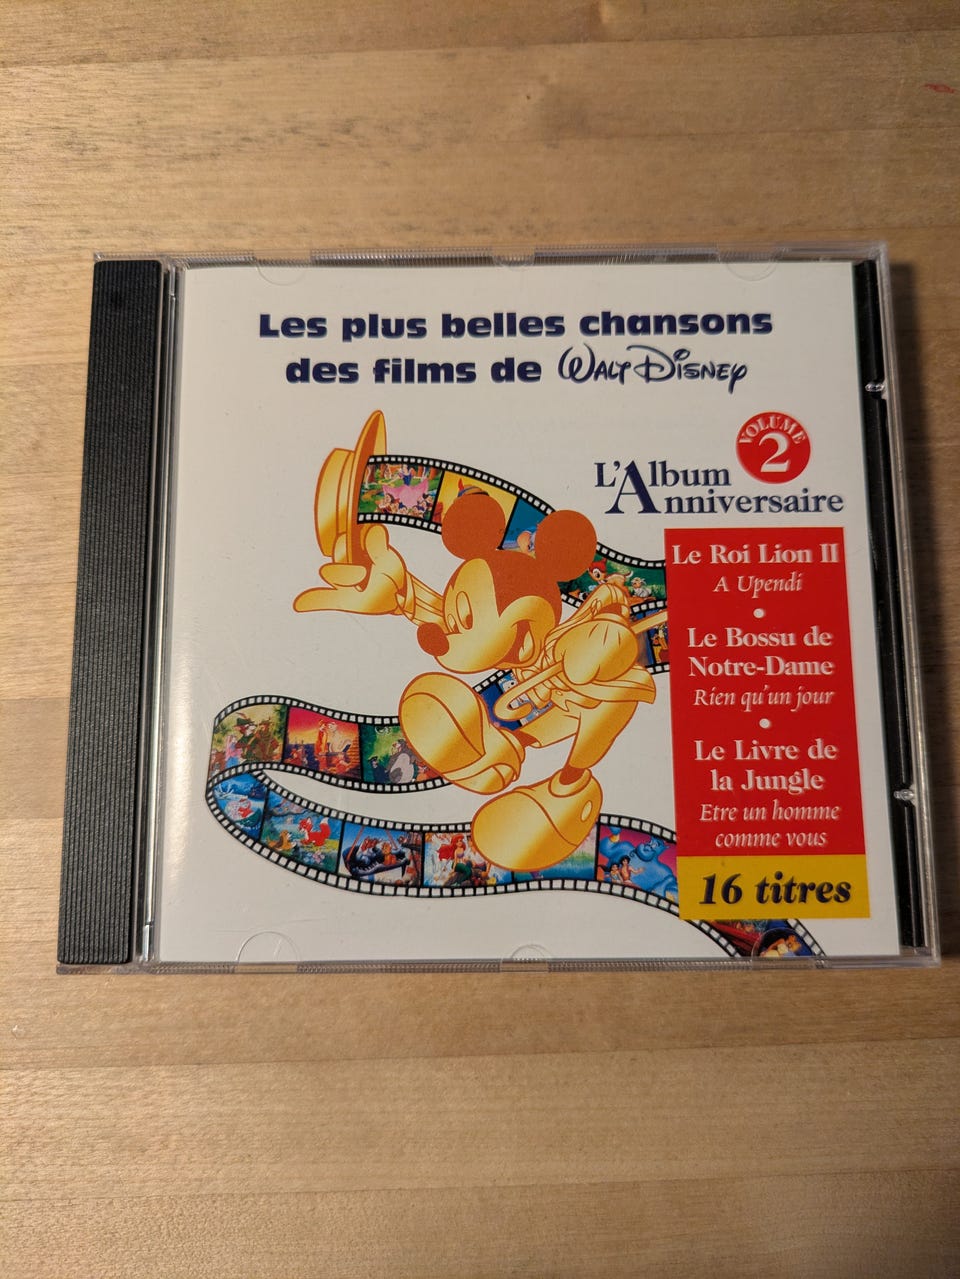 Les plus belles chansons
des films de Walt Disney
VOLUME
2
L'Album
Anniversaire
Le Roi Lion II
A Upendi
•
Le Bossu de
Notre-Dame
Rien qu'un jour
•
Le Livre de
la Jungle
Etre un homme
comme vous
16 titres